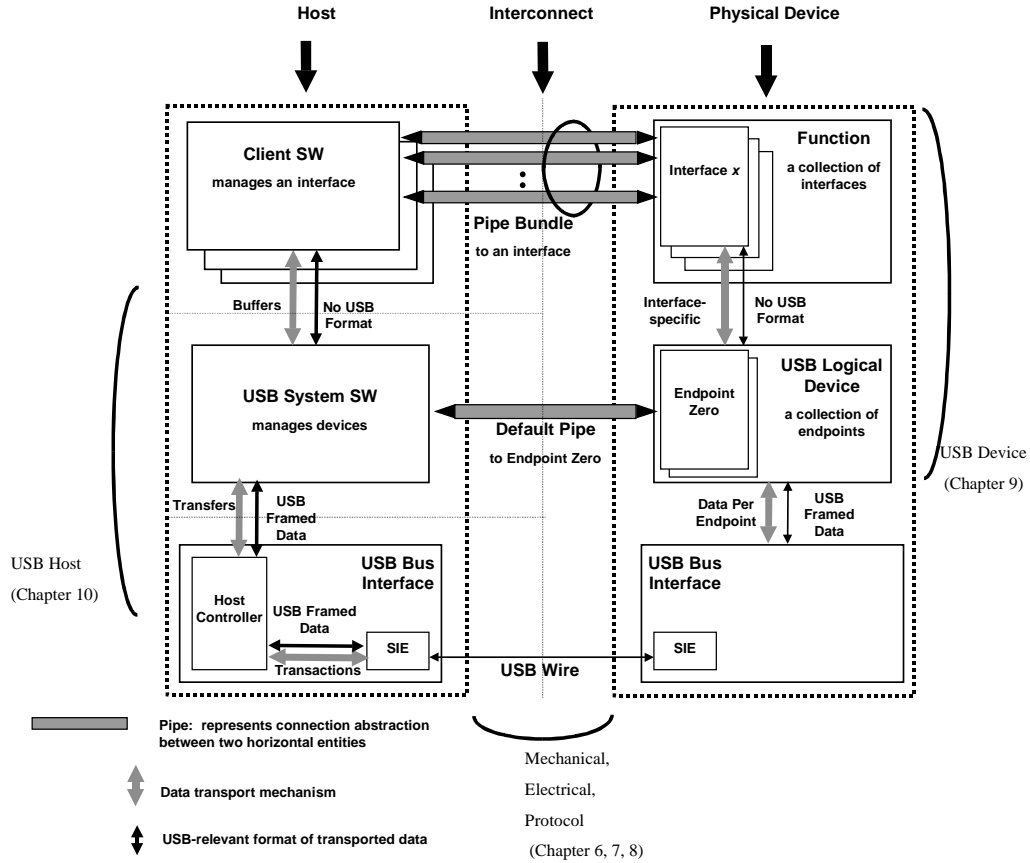 Host
Interconnect
Physical Device
Client SW
manages an interface
Pipe Bundle
to an interface
Interface x
Function
a collection of
interfaces
Buffers
No USB
Format
Interface-
specific
No USB
Format
USB System SW
manages devices
Default Pipe
to Endpoint Zero
Endpoint
Zero
USB Logical
Device
a collection of
endpoints
USB Device
(Chapter 9)
Transfers
USB
Framed
Data
Data Per
Endpoint
USB
Framed
Data
USB Host
(Chapter 10)
USB Bus
Interface
Host
Controller
USB Framed
Data
Transactions
SIE
USB Wire
USB Bus
Interface
SIE
Pipe: represents connection abstraction
between two horizontal entities
Data transport mechanism
USB-relevant format of transported data
Mechanical,
Electrical,
Protocol
(Chapter 6, 7, 8)